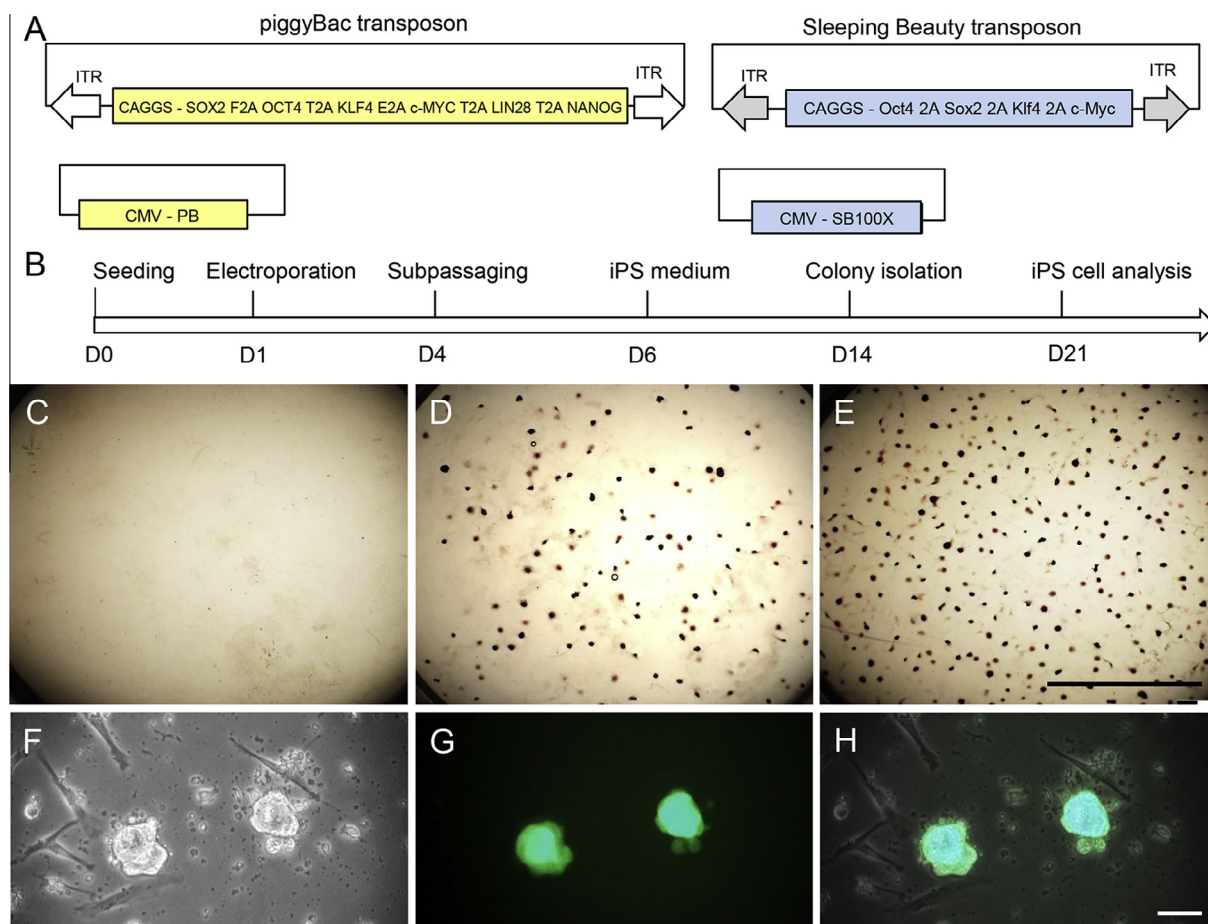 A
piggyBac transposon
Sleeping Beauty transposon
ITR
ITR
ITR
ITR
CAGGS - SOX2 F2A OCT4 T2A KLF4 E2A c-MYC T2A LIN28 T2A NANOG
CAGGS - Oct4 2A Sox2 2A Klf4 2A c-Myc
CMV - PB
CMV - SB100X
B
Seeding
Electroporation
Subpassaging
iPS medium
Colony isolation
iPS cell analysis
D0
D1
D4
D6
D14
D21
C
D
E
F
G
H